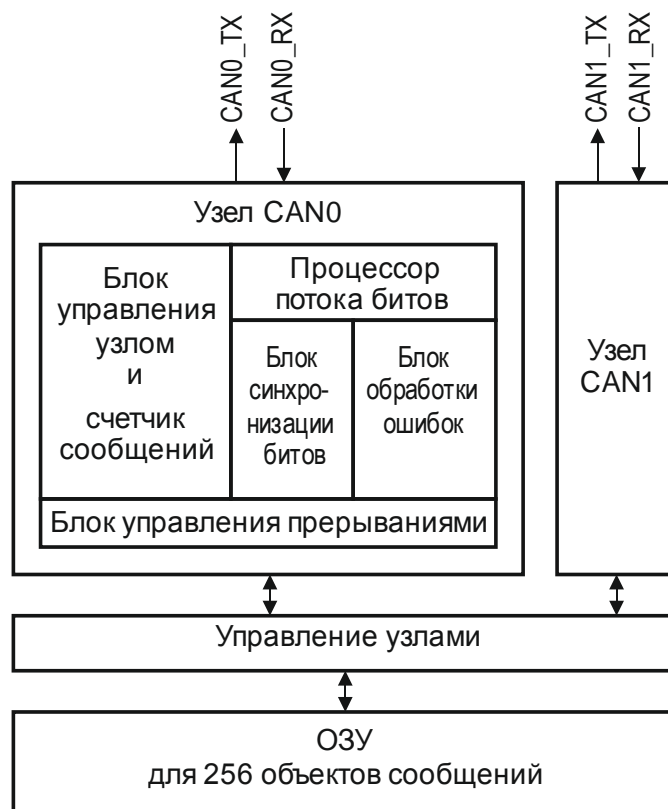 CAN0_TX
CAN0_RX
CAN1_TX
CAN1_RX
Узел CAN0
Блок
управления
узлом
и
счетчик
сообщений
Процессор
потока битов
Блок
синхро-
низации
битов
Блок
обработки
ошибок
Блок управления прерываниями
Узел
CAN1
Управление узлами
ОЗУ
для 256 объектов сообщений